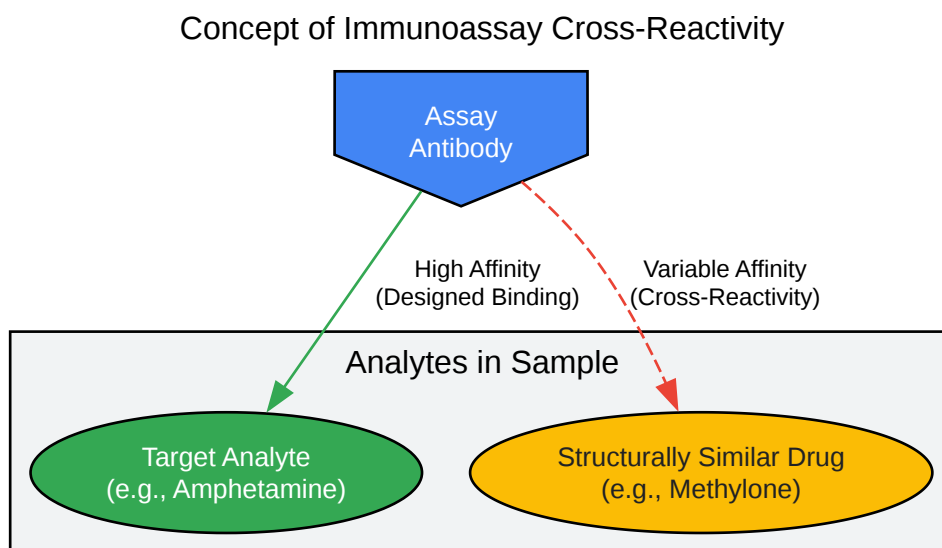 Concept of Immunoassay Cross-Reactivity
Assay
Antibody
High Affinity
(Designed Binding)
Variable Affinity
(Cross-Reactivity)
Analytes in Sample
Target Analyte
(e.g., Amphetamine)
Structurally Similar Drug
(e.g., Methylone)